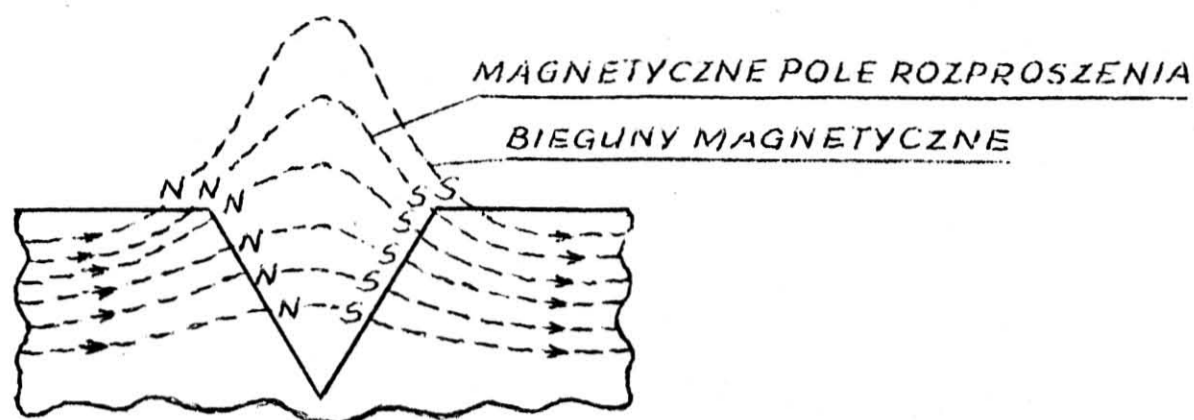 MAGNETYCZNE POLE ROZPROSZENIA
BIEGUNY MAGNETYCZNE
N N N S S
S
N S
N S
N S